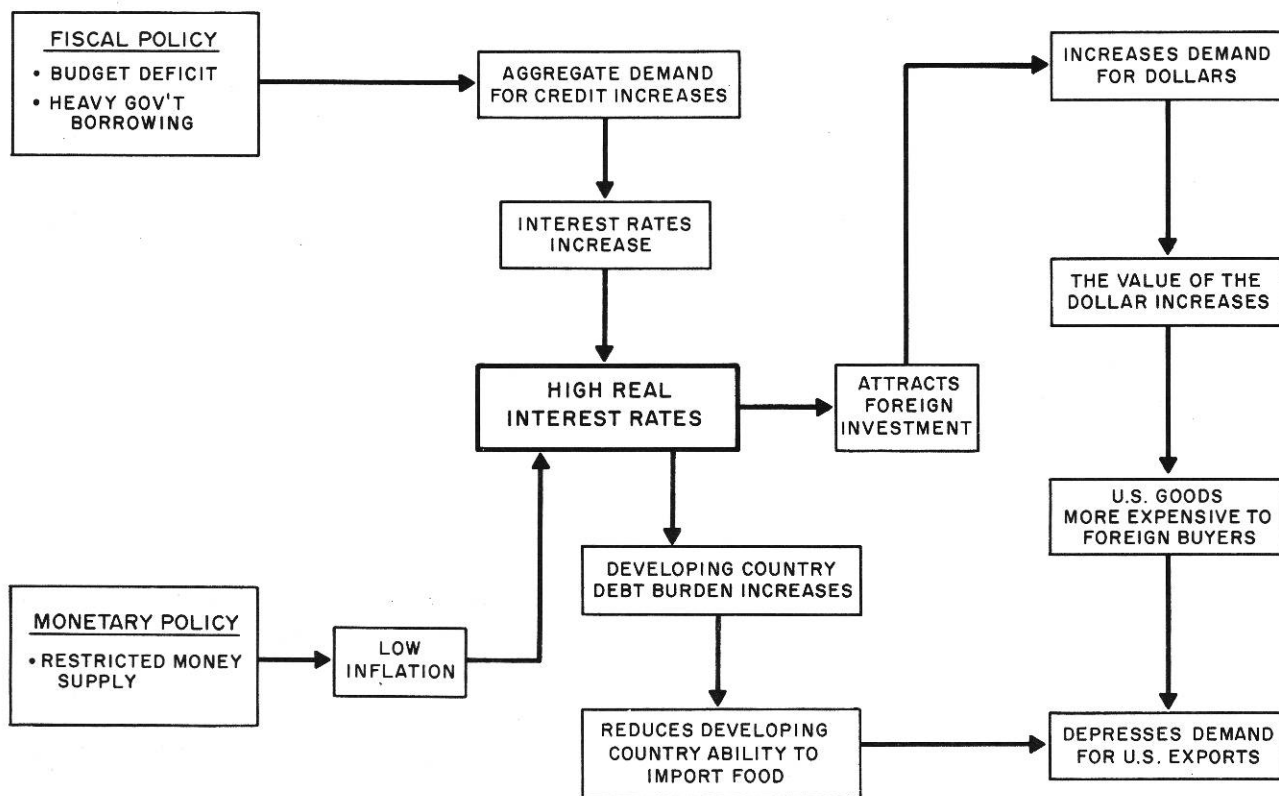 FISCAL POLICY
• BUDGET DEFICIT
• HEAVY GOV'T
BORROWING
AGGREGATE DEMAND
FOR CREDIT INCREASES
INTEREST RATES
INCREASE
HIGH REAL
INTEREST RATES
ATTRACTS
FOREIGN
INVESTMENT
INCREASES DEMAND
FOR DOLLARS
THE VALUE OF THE
DOLLAR INCREASES
U.S. GOODS
MORE EXPENSIVE TO
FOREIGN BUYERS
MONETARY POLICY
• RESTRICTED MONEY
SUPPLY
LOW
INFLATION
DEVELOPING COUNTRY
DEBT BURDEN INCREASES
REDUCES DEVELOPING
COUNTRY ABILITY TO
IMPORT FOOD
DEPRESSES DEMAND
FOR U.S. EXPORTS